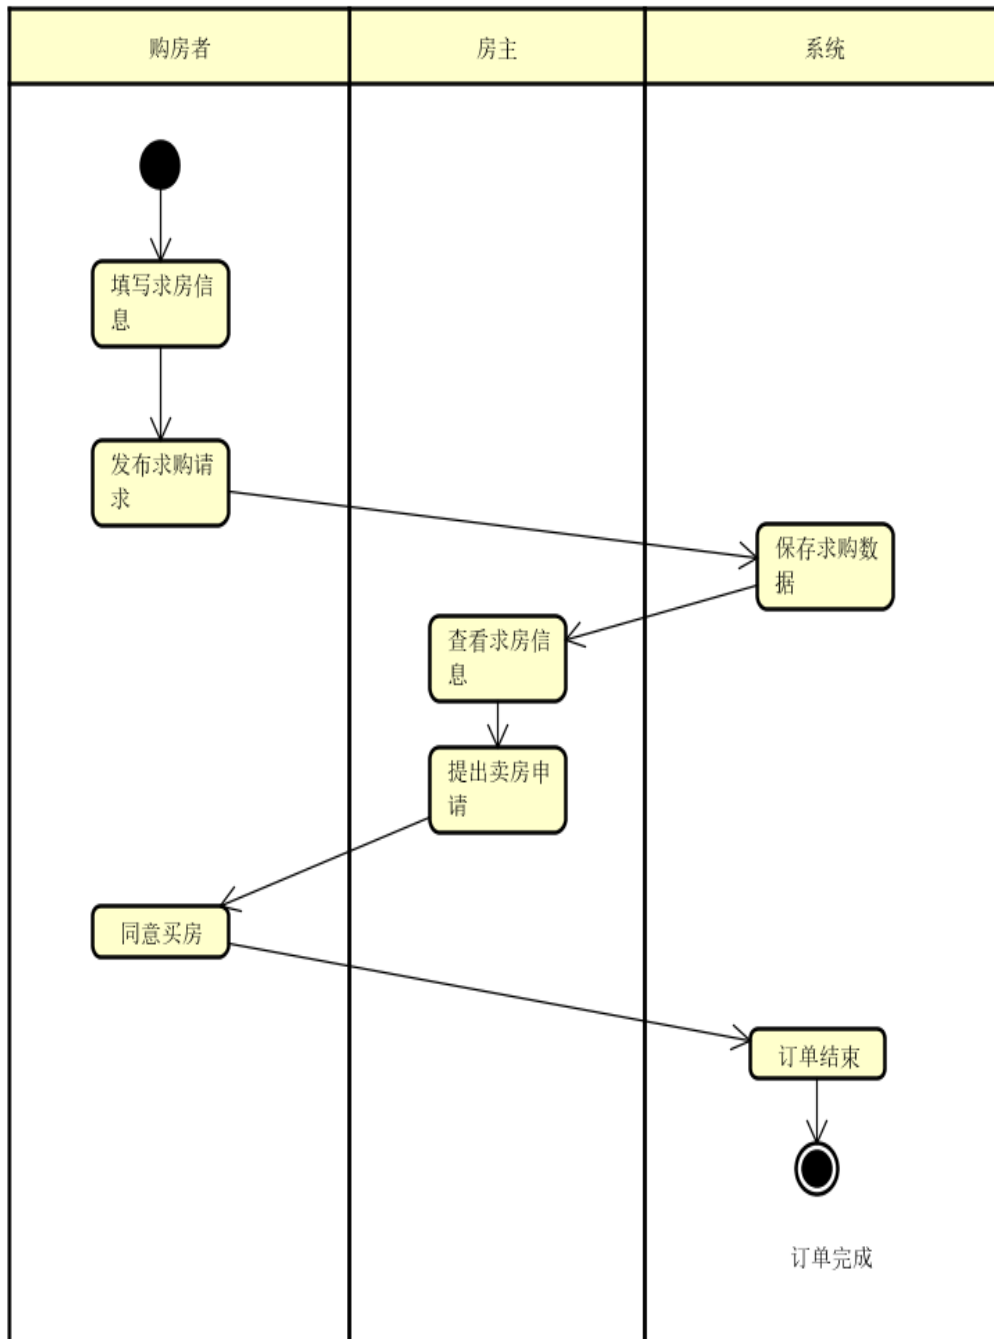 购房者
房主
系统
填写求房信
息
发布求购请
求
保存求购数
据
查看求房信
息
提出卖房申
请
同意买房
订单结束
订单完成